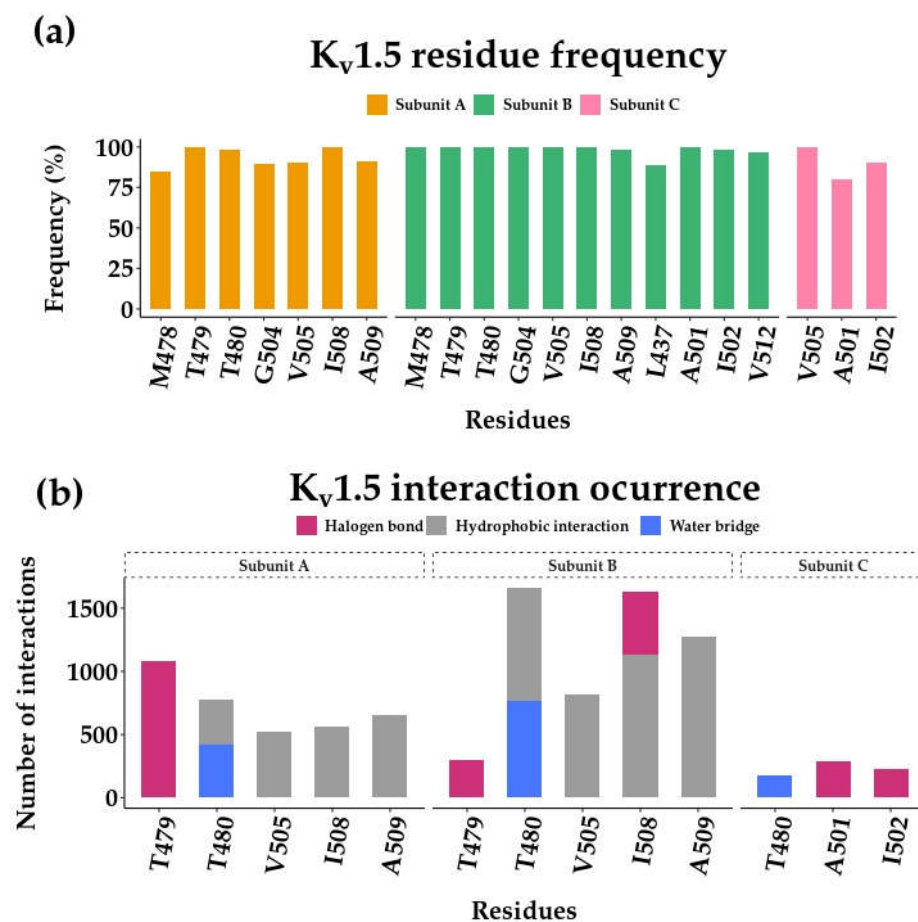 (a)
Kv1.5 residue frequency
Subunit A Subunit B Subunit C
Frequency (%)
100
75
50
25
0
M478 T479 T480 G504 V505 I508 A509 M478 T479 T480 G504 V505 I508 A509 L437 A501 I502 V512 V505 A501 I502
Residues
(b)
Kv1.5 interaction ocurrence
Halogen bond Hydrophobic interaction Water bridge
Subunit A Subunit B Subunit C
Number of interactions
1500
1000
500
0
T479 T480 V505 I508 A509 T479 T480 V505 I508 A509 T480 A501 I502
Residues